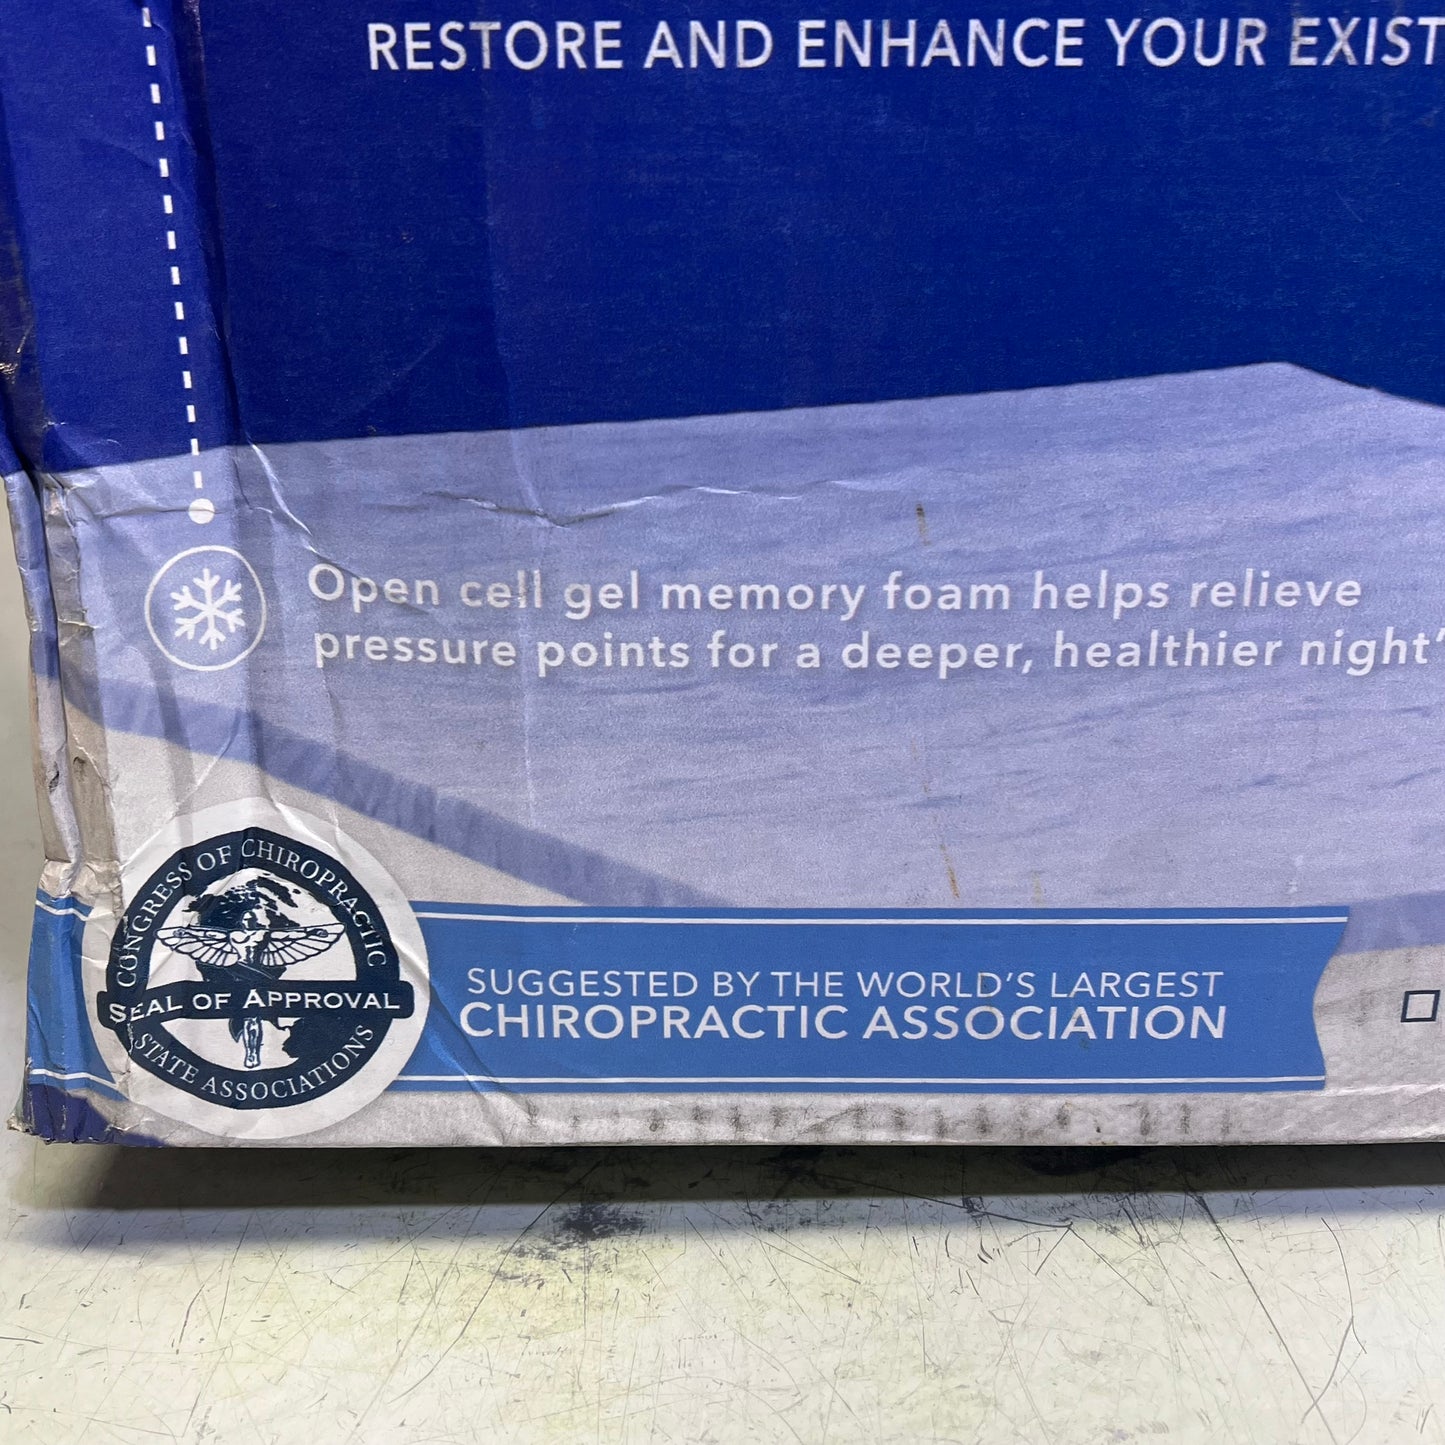 RESTORE AND ENHANCE YOUR EXIST
Open cell gel memory foam helps relieve
pressure points for a deeper, healthier night'
CONGRESS OF CHIROPRACTIC
SEAL OF APPROVAL
STATE ASSOCIATIONS
SUGGESTED BY THE WORLD'S LARGEST
CHIROPRACTIC ASSOCIATION